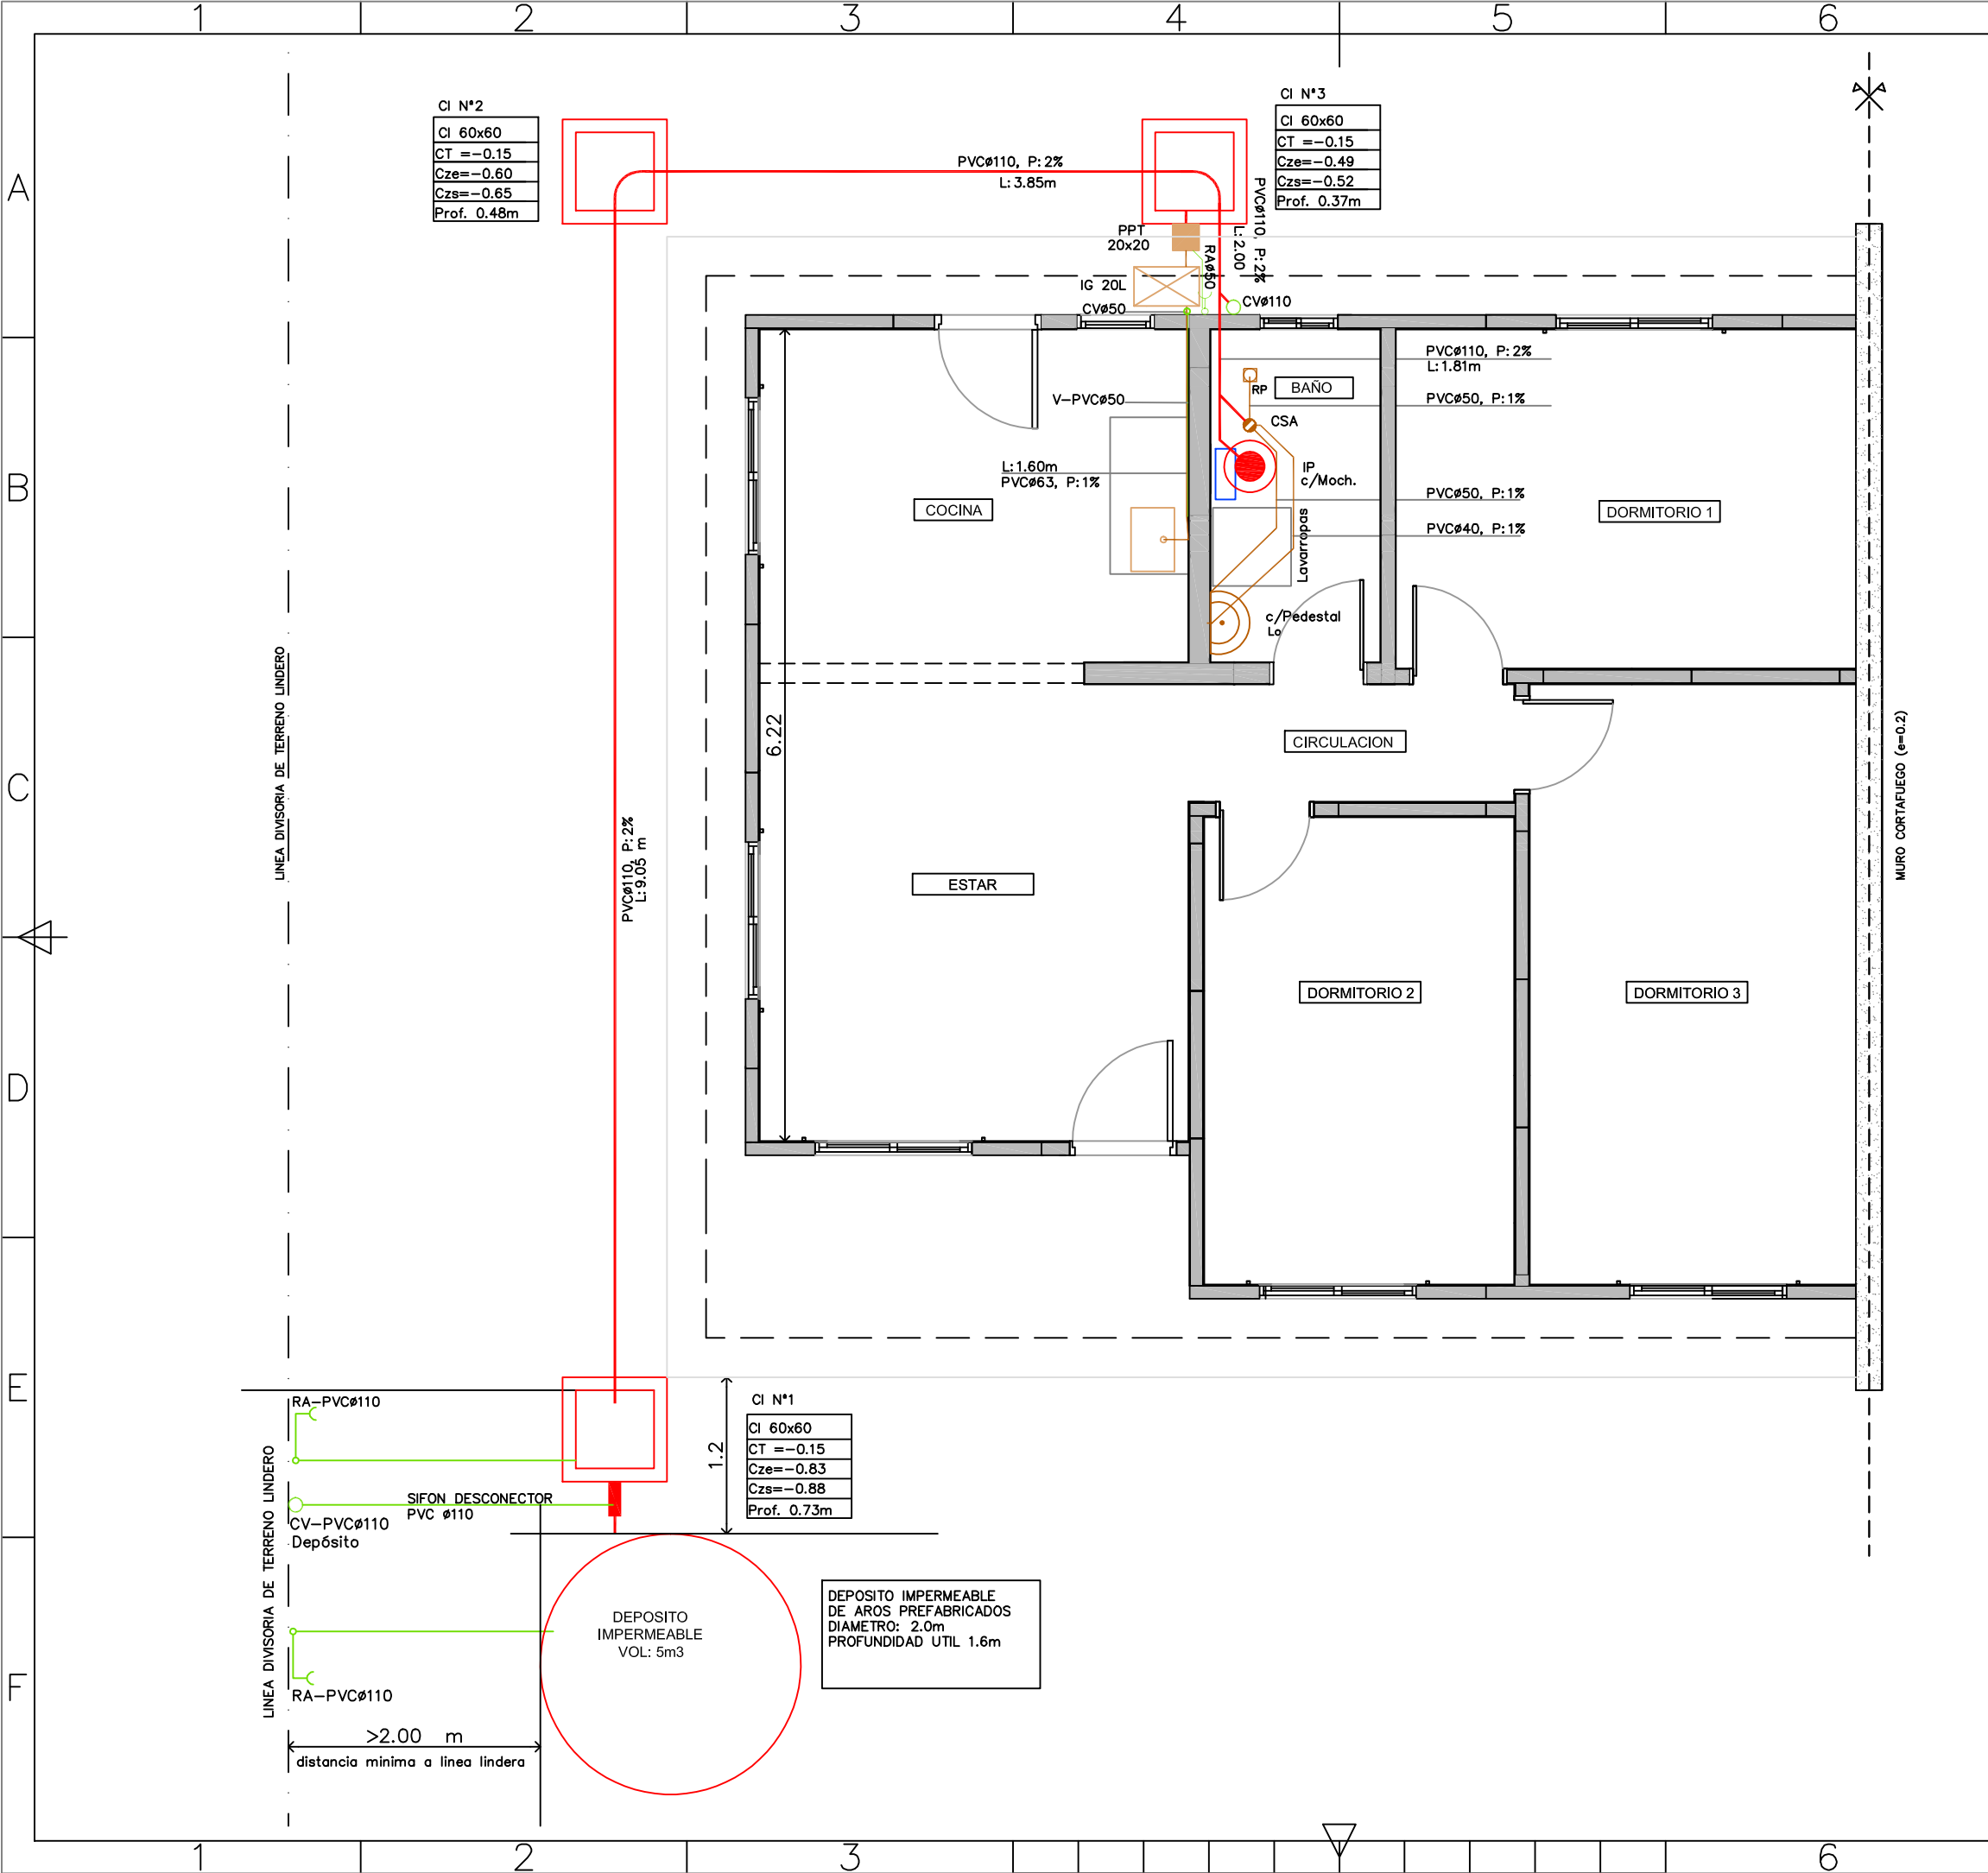 1 2 3 4 5 6
A
B
C
D
E
F
CI N°2
CI 60x60
CT =-0.15
Cze=-0.60
Czs=-0.65
Prof. 0.48m
CI N°3
CI 60x60
CT =-0.15
Cze=-0.49
Czs=-0.52
Prof. 0.37m
PVCø110, P:2%
L:3.85m
PVCø110, P:2%
L:2.00
PPT
20x20
RAø50
IG 20L
CVø50
CVø110
PVCø110, P:2%
L:1.81m
RP
BAÑO
PVCø50, P:1%
V-PVCø50
CSA
L:1.60m
PVCø63, P:1%
IP
c/Moch.
PVCø50, P:1%
COCINA
DORMITORIO 1
PVCø40, P:1%
Lavarropas
c/Pedestal
Lo
LINEA DIVISORIA DE TERRENO LINDERO
6.22
CIRCULACION
MURO CORTAFUEGO (e=0.2)
PVCø110, P:2%
L:9.05 m
ESTAR
DORMITORIO 2
DORMITORIO 3
RA-PVCø110
CI N°1
CI 60x60
CT =-0.15
Cze=-0.83
Czs=-0.88
Prof. 0.73m
1.2
SIFON DESCONECTOR
PVC ø110
CV-PVCø110
Depósito
LINEA DIVISORIA DE TERRENO LINDERO
DEPOSITO
IMPERMEABLE
VOL: 5m3
DEPOSITO IMPERMEABLE
DE AROS PREFABRICADOS
DIAMETRO: 2.0m
PROFUNDIDAD UTIL 1.6m
RA-PVCø110
>2.00 m
distancia minima a linea lindera
1 2 3 6